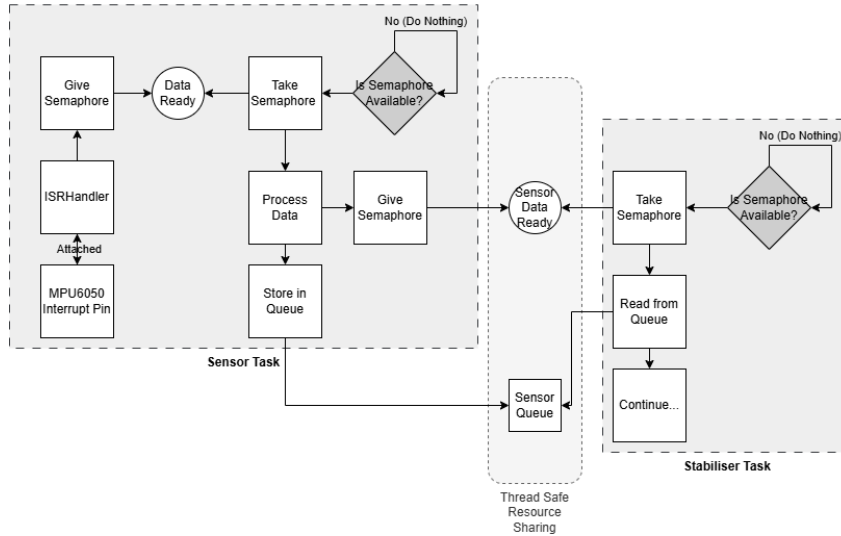 No (Do Nothing)
Give
Semaphore
Data
Ready
Take
Semaphore
Is Semaphore
Available?
ISRHandler
Process
Data
Give
Semaphore
Attached
MPU6050
Interrupt Pin
Store in
Queue
Sensor Task
Sensor
Data
Ready
Sensor
Queue
Thread Safe
Resource
Sharing
No (Do Nothing)
Take
Semaphore
Is Semaphore
Available?
Read from
Queue
Continue...
Stabiliser Task